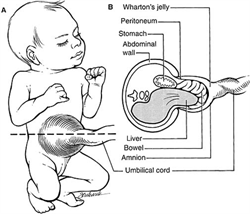 A
B
Wharton's jelly
Peritoneum
Stomach
Abdominal
wall
Liver
Bowel
Amnion
Umbilical cord